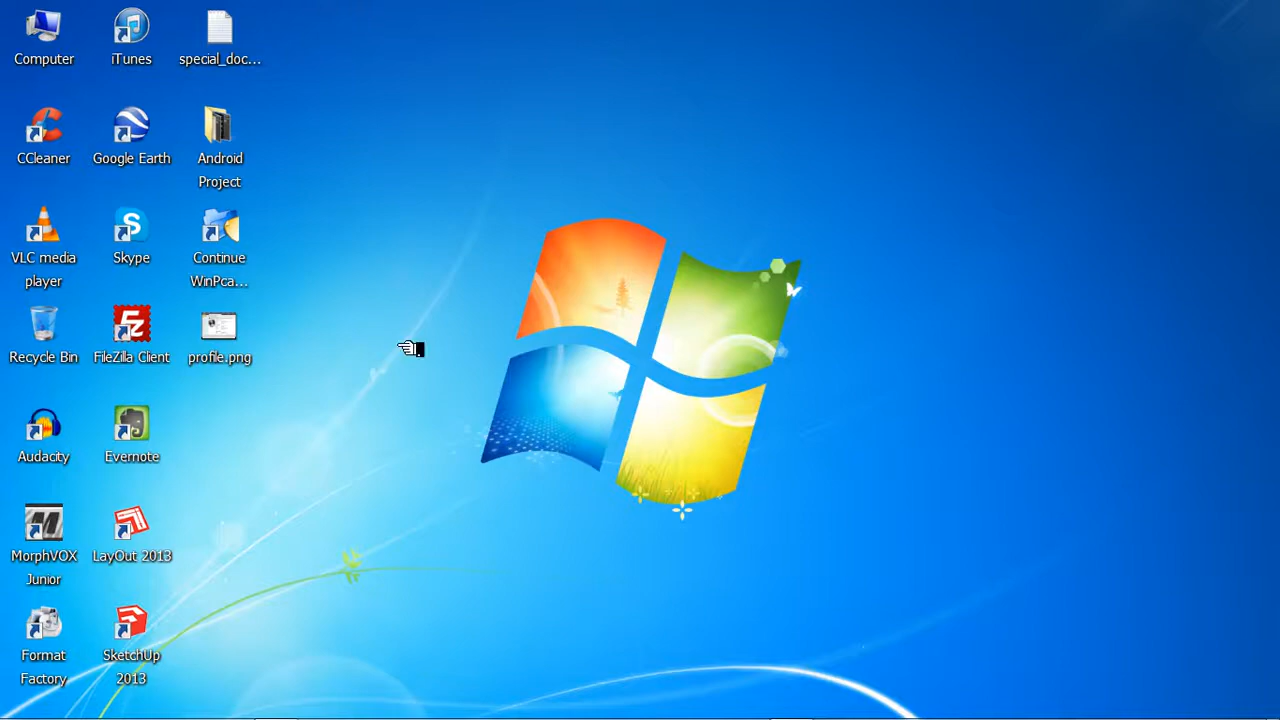 Computer
iTunes
special_doc...
CCleaner
Google Earth
Android
Project
VLC media
player
Skype
Continue
WinPca...
Recycle Bin
FileZilla Client
profile.png
Audacity
Evernote
MorphVOX
Junior
LayOut 2013
Format
Factory
SketchUp
2013